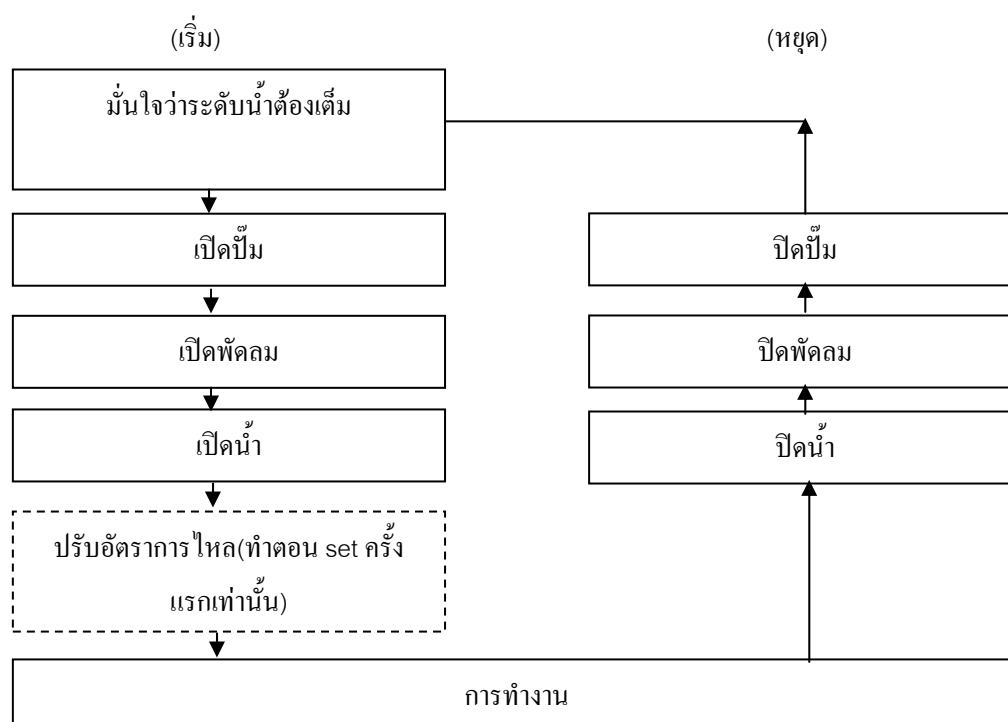 (เริ่ม)
(หยุด)
มั่นใจว่าระดับน้ำต้องเต็ม
เปิดปั๊ม
ปิดปั๊ม
เปิดพัดลม
ปิดพัดลม
เปิดน้ำ
ปิดน้ำ
ปรับอัตราการไหล(ทำตอน set ครั้ง
แรกเท่านั้น)
การทำงาน